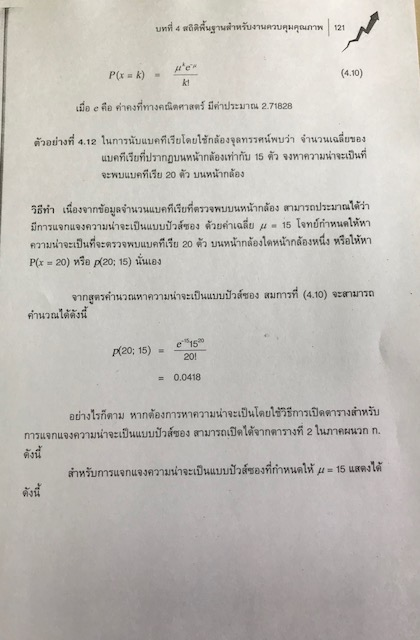 บทที่ 4 สถิติพื้นฐานสำหรับงานควบคุมคุณภาพ | 121
P(x = k) = μᵏe⁻μ / k! (4.10)
เมื่อ e คือ ค่าคงที่ทางคณิตศาสตร์ มีค่าประมาณ 2.71828
ตัวอย่างที่ 4.12 ในการนับแบคทีเรียโดยใช้กล้องจุลทรรศน์พบว่า จำนวนเฉลี่ยของ
แบคทีเรียที่ปรากฏบนหน้ากล้องเท่ากับ 15 ตัว จงหาความน่าจะเป็นที่
จะพบแบคทีเรีย 20 ตัว บนหน้ากล้อง
วิธีทำ เนื่องจากข้อมูลจำนวนแบคทีเรียที่ตรวจพบบนหน้ากล้อง สามารถประมาณได้ว่า
มีการแจกแจงความน่าจะเป็นแบบปัวส์ซอง ด้วยค่าเฉลี่ย μ = 15 โจทย์กำหนดให้หา
ความน่าจะเป็นที่จะตรวจพบแบคทีเรีย 20 ตัว บนหน้ากล้องใดหน้ากล้องหนึ่ง หรือให้หา
P(x = 20) หรือ p(20; 15) นั่นเอง
จากสูตรคำนวณหาความน่าจะเป็นแบบปัวส์ซอง สมการที่ (4.10) จะสามารถ
คำนวณได้ดังนี้
p(20; 15) = e⁻¹⁵15²⁰ / 20!
= 0.0418
อย่างไรก็ตาม หากต้องการหาความน่าจะเป็นโดยใช้วิธีการเปิดตารางสำหรับ
การแจกแจงความน่าจะเป็นแบบปัวส์ซอง สามารถเปิดได้จากตารางที่ 2 ในภาคผนวก ก.
ดังนี้
สำหรับการแจกแจงความน่าจะเป็นแบบปัวส์ซองที่กำหนดให้ μ = 15 แสดงได้
ดังนี้